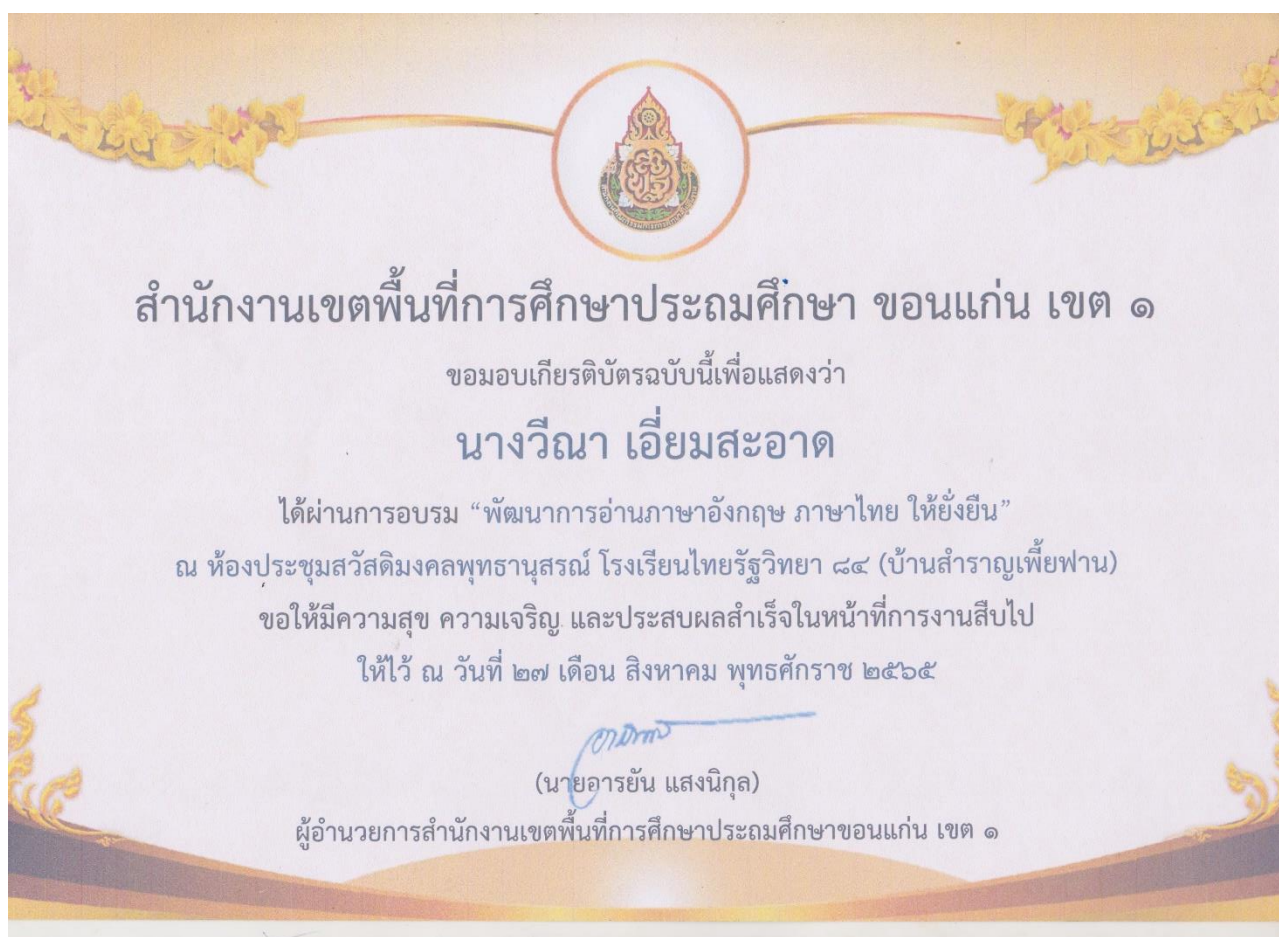 สำนักงานเขตพื้นที่การศึกษาประถมศึกษา ขอนแก่น เขต ๑
ขอมอบเกียรติบัตรฉบับนี้เพื่อแสดงว่า
นางวีณา เอี่ยมสะอาด
ได้ผ่านการอบรม “พัฒนาการอ่านภาษาอังกฤษ ภาษาไทย ให้ยั่งยืน”
ณ ห้องประชุมสวัสดิมงคลพุทธานุสรณ์ โรงเรียนไทยรัฐวิทยา ๘๔ (บ้านสำราญเพี้ยฟาน)
ขอให้มีความสุข ความเจริญ และประสบผลสำเร็จในหน้าที่การงานสืบไป
ให้ไว้ ณ วันที่ ๒๗ เดือน สิงหาคม พุทธศักราช ๒๕๖๕
(นายอารยัน แสงนิกุล)
ผู้อำนวยการสำนักงานเขตพื้นที่การศึกษาประถมศึกษาขอนแก่น เขต ๑